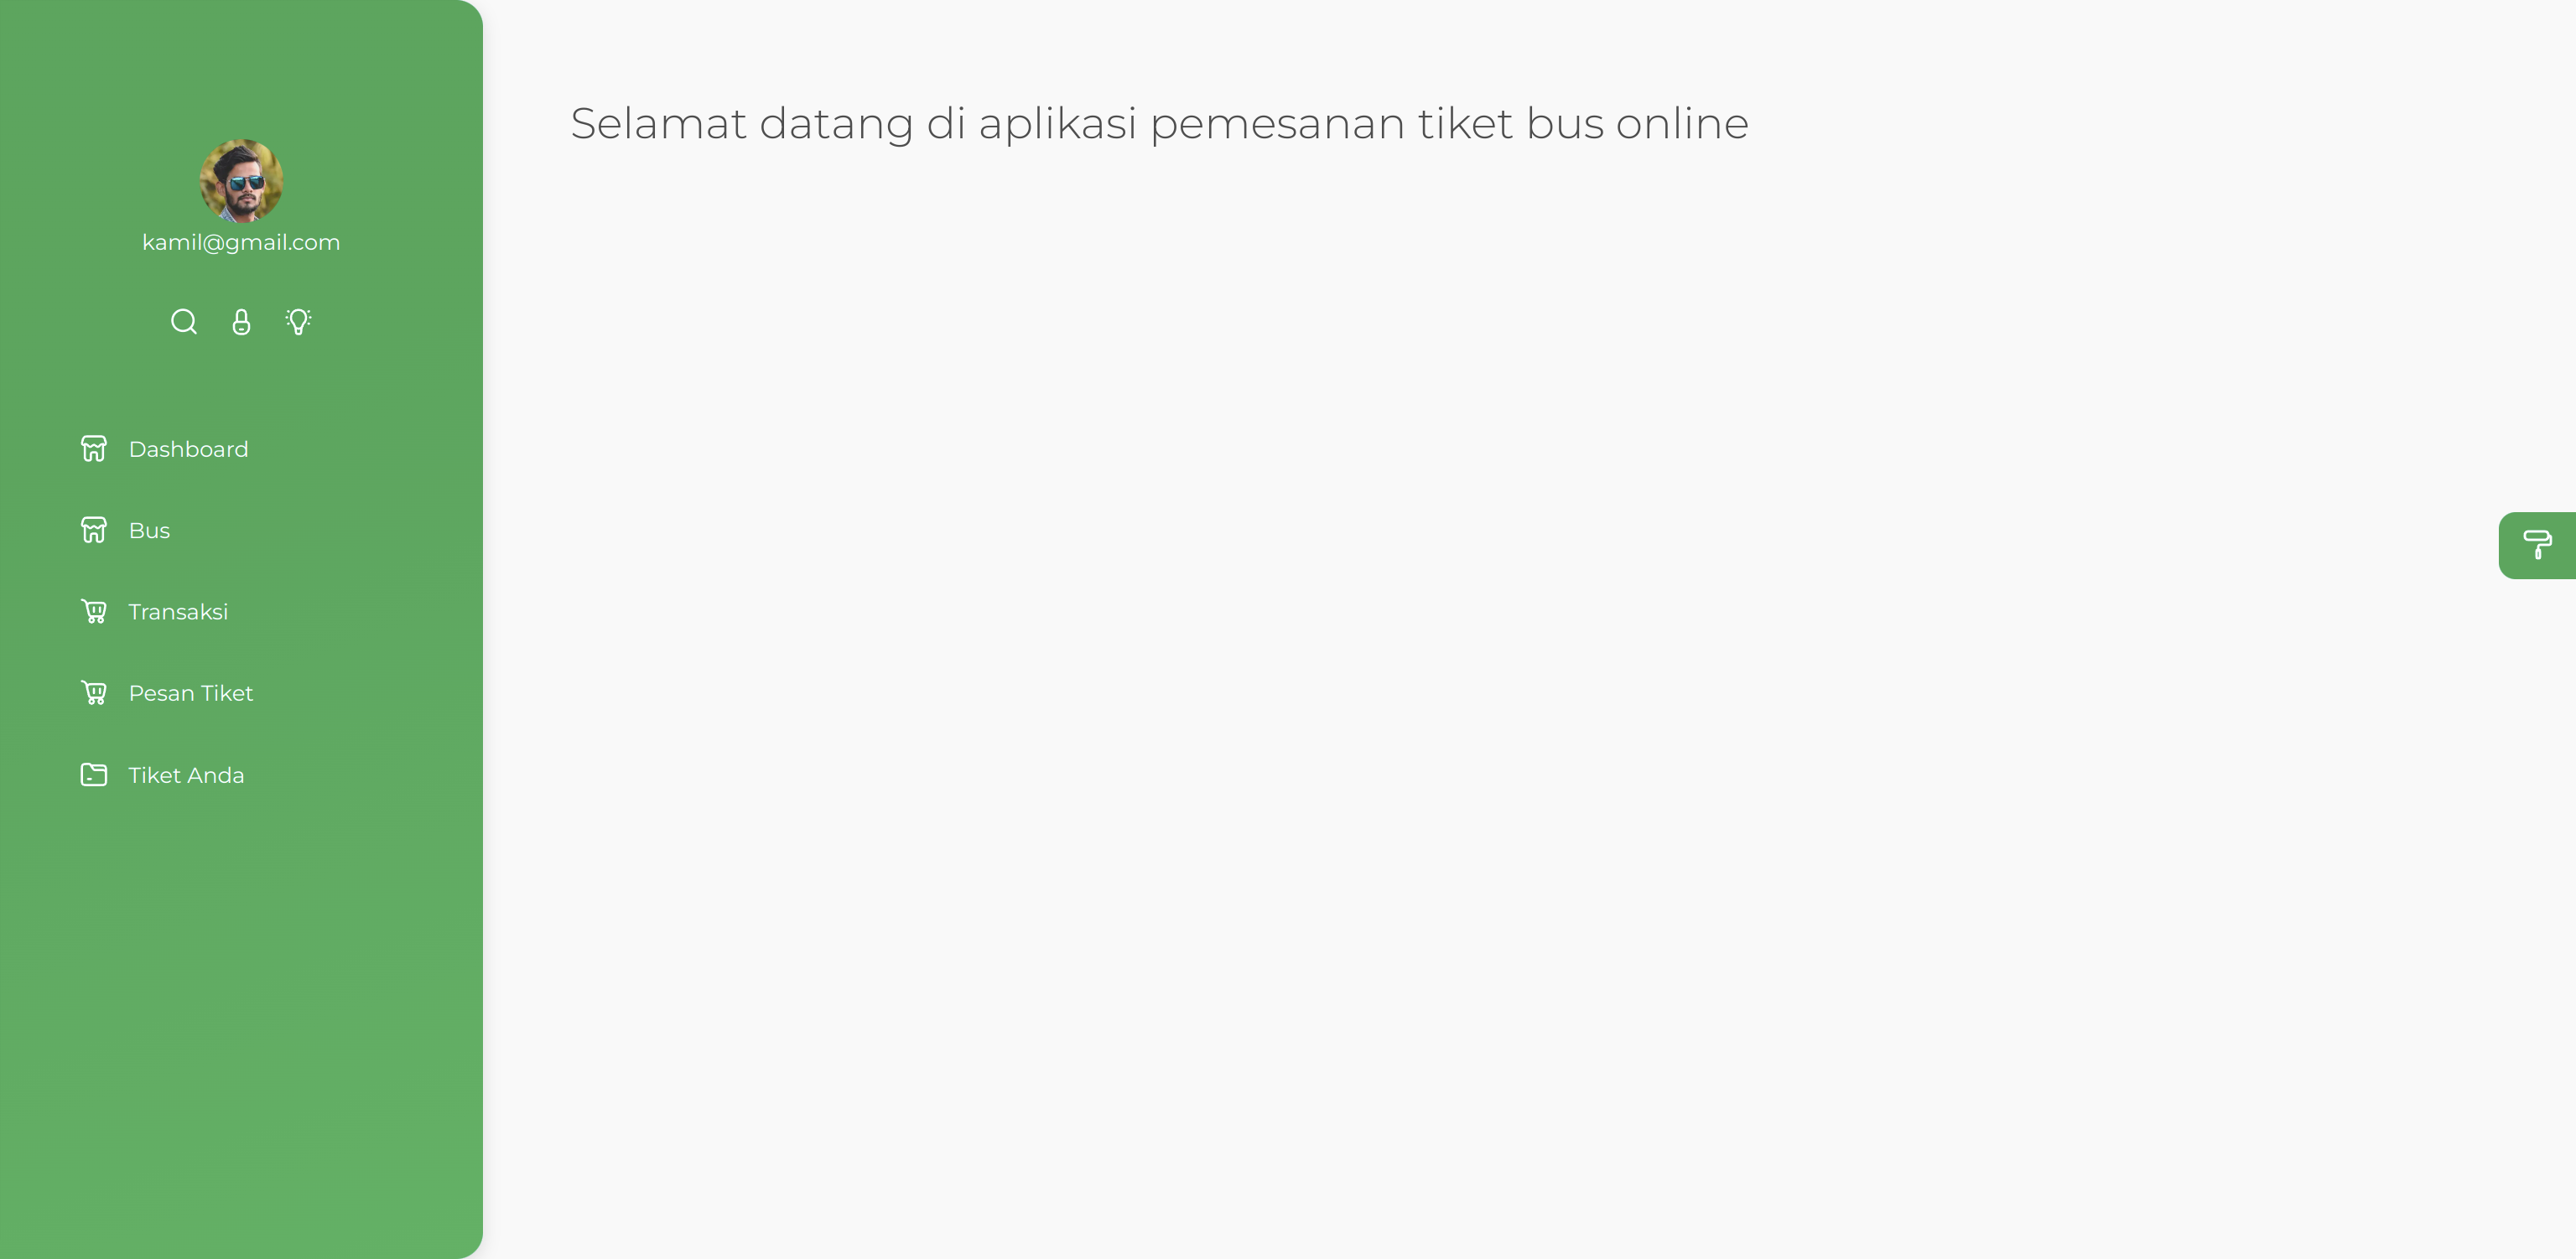 kamil@gmail.com
Dashboard
Bus
Transaksi
Pesan Tiket
Tiket Anda
Selamat datang di aplikasi pemesanan tiket bus online